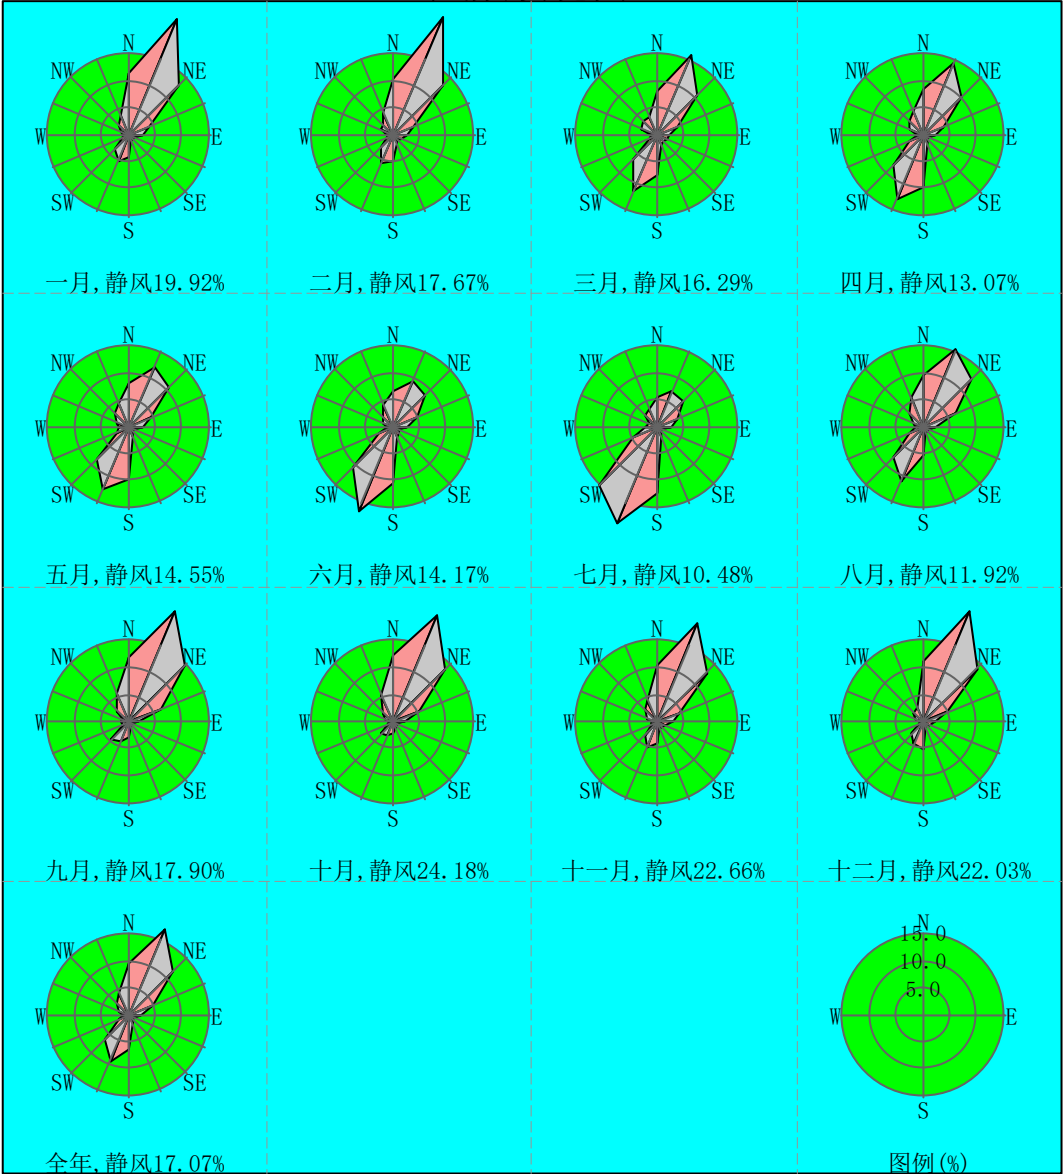 N
NW NE
W E
SW SE
S
一月,静风19.92%
N
NW NE
W E
SW SE
S
二月,静风17.67%
N
NW NE
W E
SW SE
S
三月,静风16.29%
N
NW NE
W E
SW SE
S
四月,静风13.07%
N
NW NE
W E
SW SE
S
五月,静风14.55%
N
NW NE
W E
SW SE
S
六月,静风14.17%
N
NW NE
W E
SW SE
S
七月,静风10.48%
N
NW NE
W E
SW SE
S
八月,静风11.92%
N
NW NE
W E
SW SE
S
九月,静风17.90%
N
NW NE
W E
SW SE
S
十月,静风24.18%
N
NW NE
W E
SW SE
S
十一月,静风22.66%
N
NW NE
W E
SW SE
S
十二月,静风22.03%
N
NW NE
W E
SW SE
S
全年,静风17.07%
N
15.0
10.0
5.0
W E
S
图例(%)